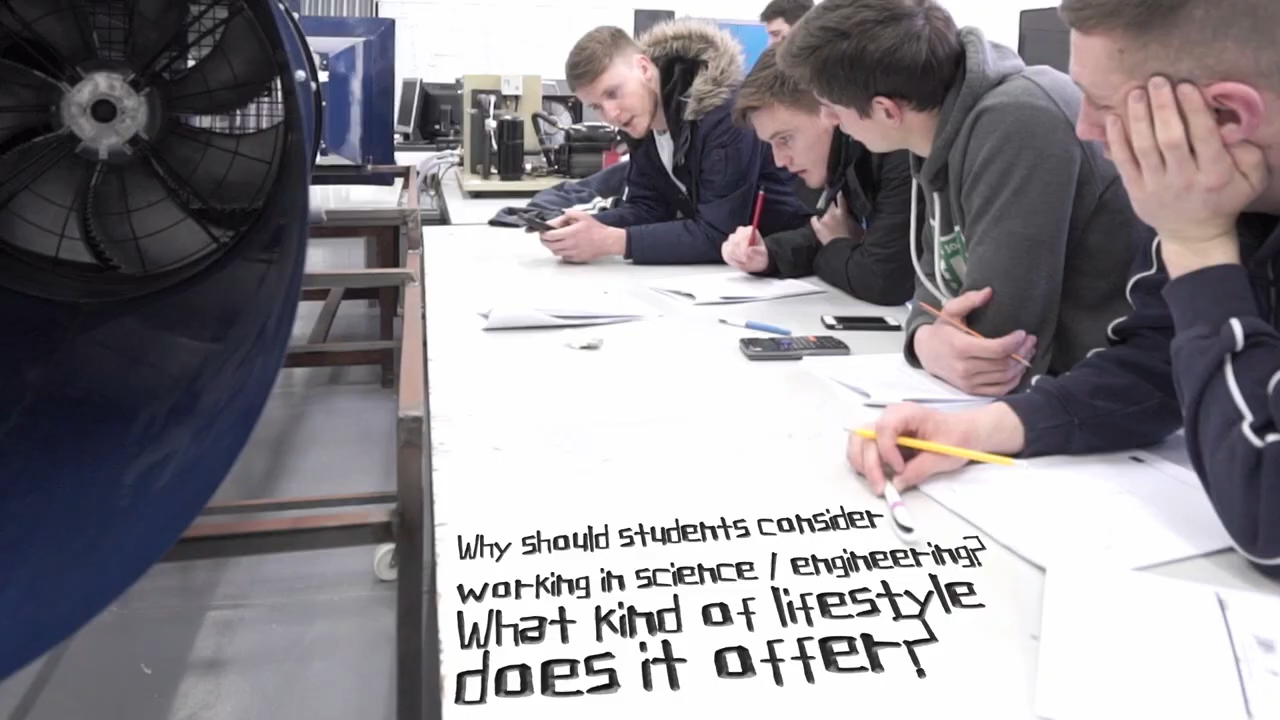 Why should students consider
working in science / engineering?
What kind of lifestyle
does it offer?